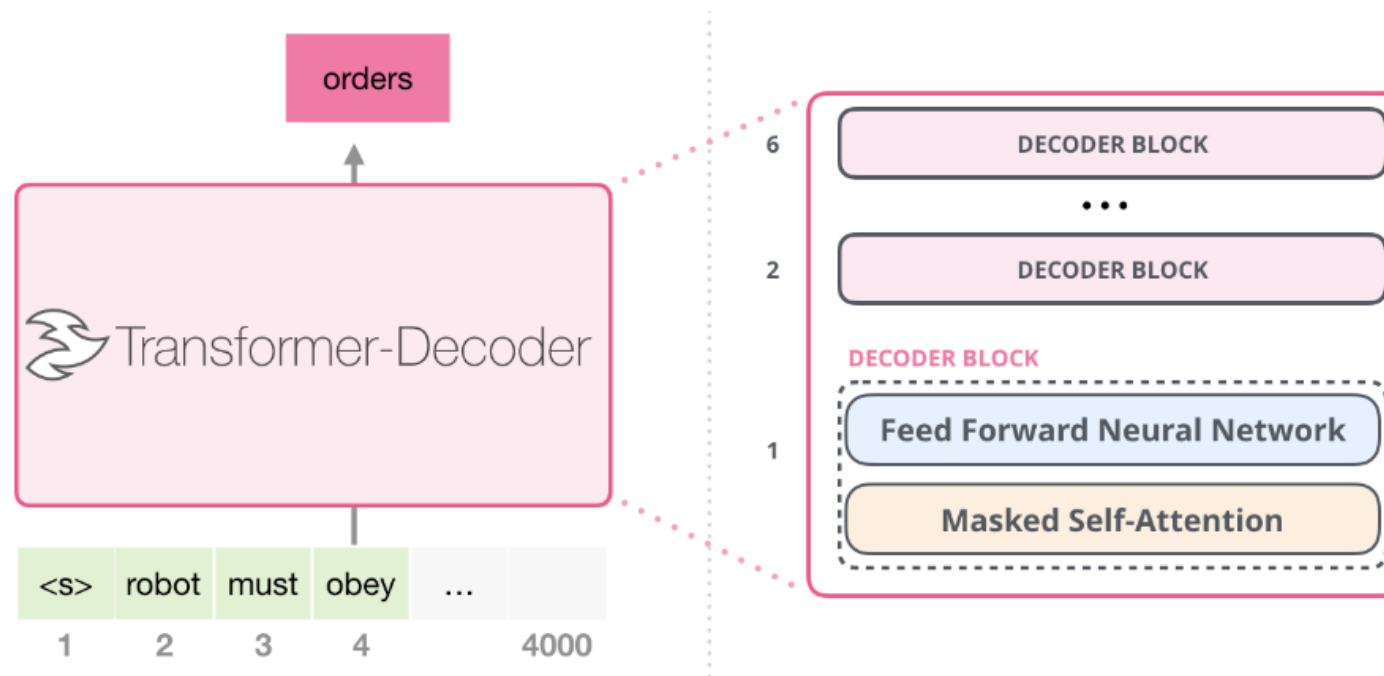 orders
Transformer-Decoder
<s> robot must obey ...
1 2 3 4 4000
6 DECODER BLOCK
...
2 DECODER BLOCK
DECODER BLOCK
Feed Forward Neural Network
1
Masked Self-Attention